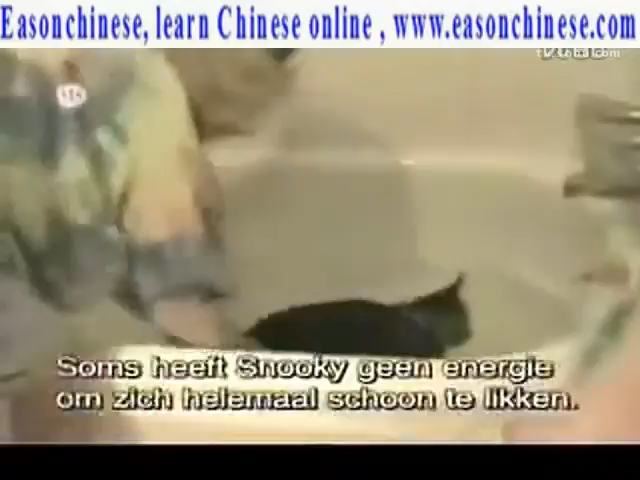 Easonchinese, learn Chinese online , www.easonchinese.com
Soms heeft Snooky geen energie
om zich helemaal schoon te likken.